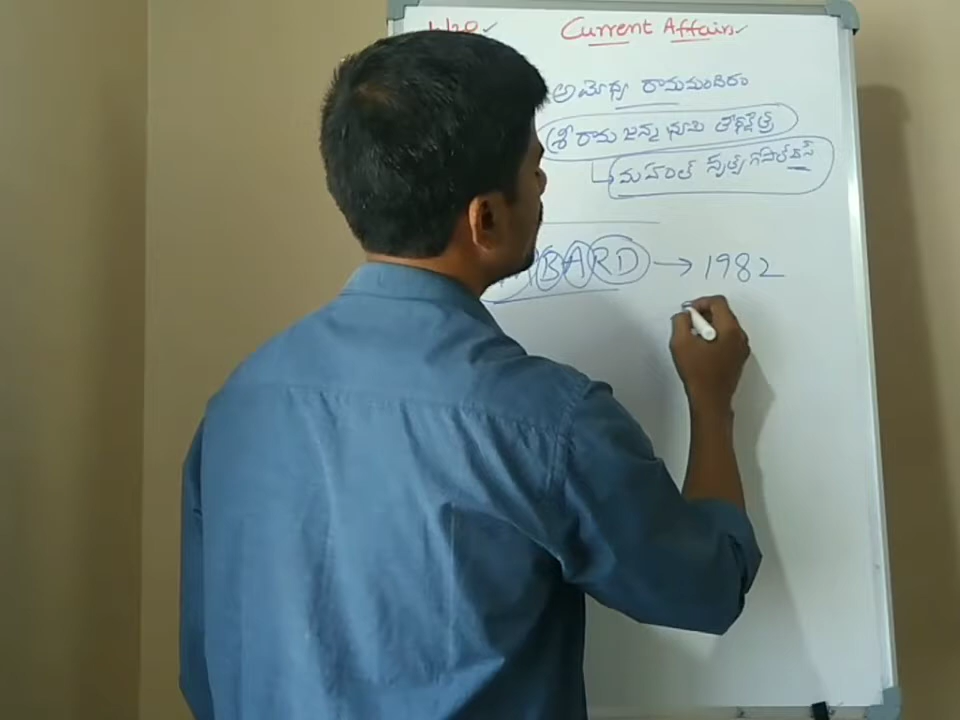 Current Affairs
అయోధ్య రామమందిరం
శ్రీ రామ జన్మ భూమి తీర్థక్షేత్ర
మహంత్ నృత్య గోపాల్ దాస్
BARD → 1982